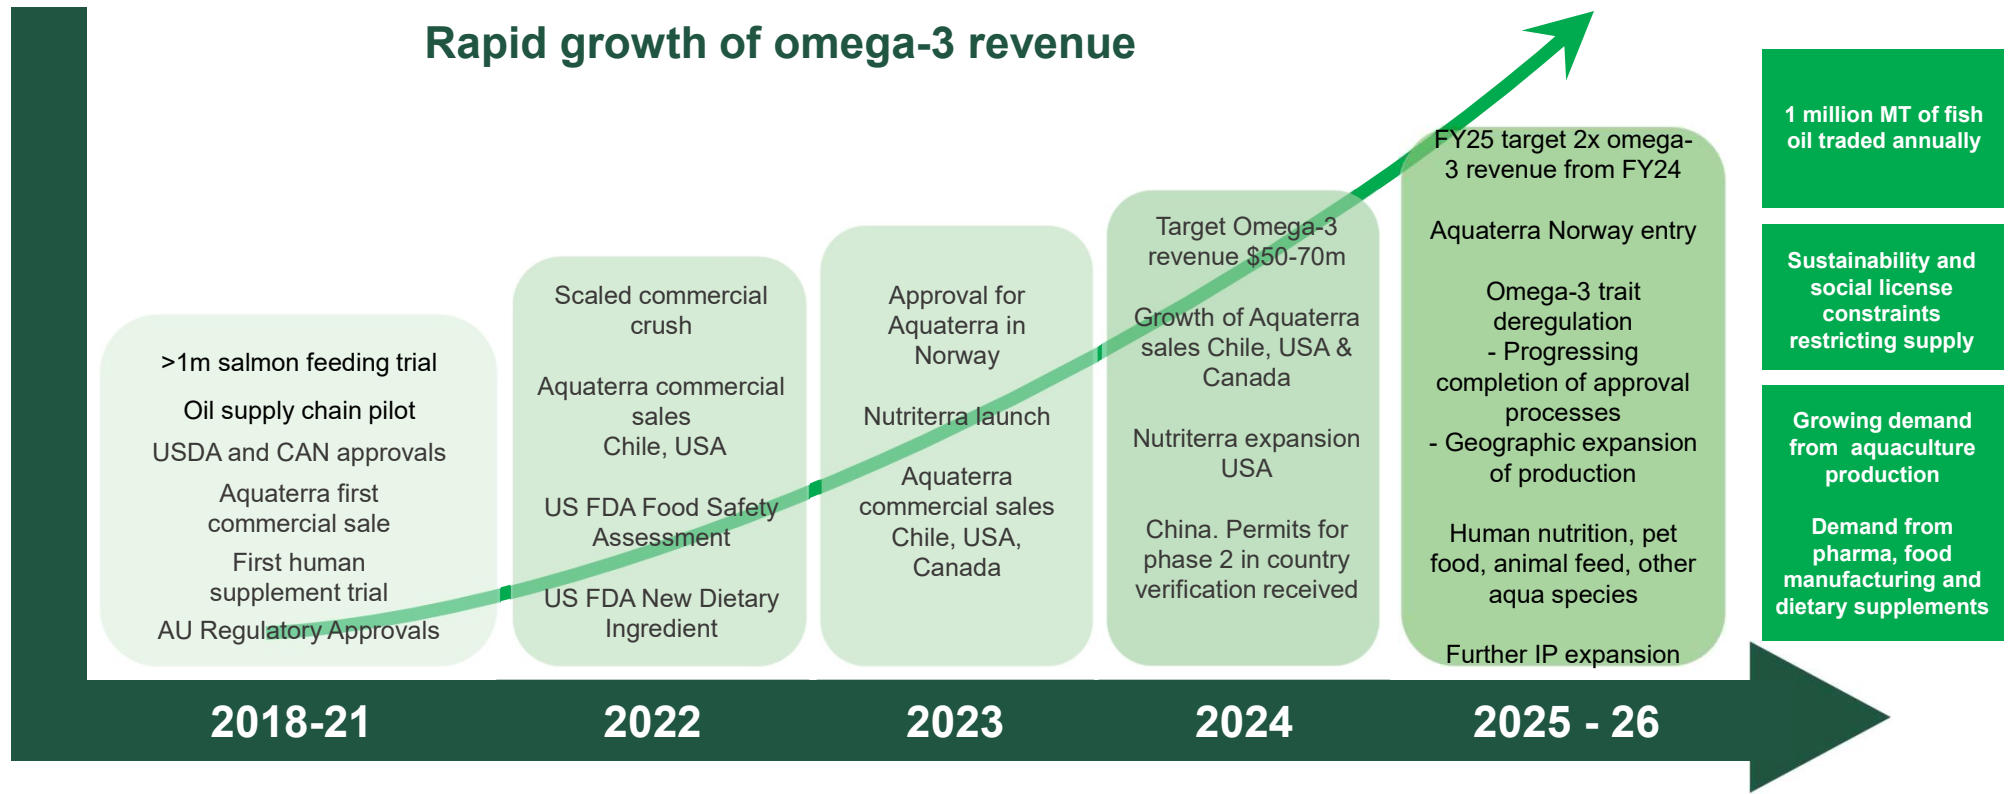 Rapid growth of omega-3 revenue
>1m salmon feeding trial
Oil supply chain pilot
USDA and CAN approvals
Aquaterra first
commercial sale
First human
supplement trial
AU Regulatory Approvals
Scaled commercial
crush
Aquaterra commercial
sales
Chile, USA
US FDA Food Safety
Assessment
US FDA New Dietary
Ingredient
Approval for
Aquaterra in
Norway
Nutriterra launch
Aquaterra
commercial sales
Chile, USA,
Canada
Target Omega-3
revenue $50-70m
Growth of Aquaterra
sales Chile, USA &
Canada
Nutriterra expansion
USA
China. Permits for
phase 2 in country
verification received
FY25 target 2x omega-
3 revenue from FY24
Aquaterra Norway entry
Omega-3 trait
deregulation
- Progressing
completion of approval
processes
- Geographic expansion
of production
Human nutrition, pet
food, animal feed, other
aqua species
Further IP expansion
1 million MT of fish
oil traded annually
Sustainability and
social license
constraints
restricting supply
Growing demand
from aquaculture
production
Demand from
pharma, food
manufacturing and
dietary supplements
2018-21
2022
2023
2024
2025 - 26